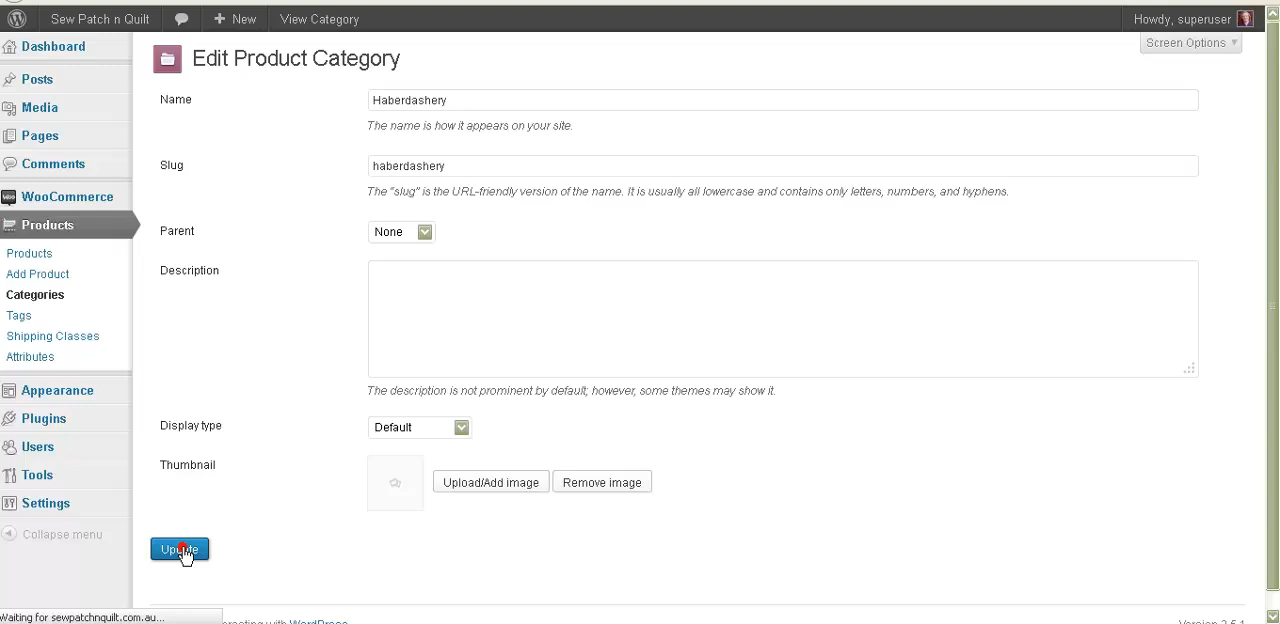 Sew Patch n Quilt
+ New
View Category
Howdy, superuser
Dashboard
Screen Options
Edit Product Category
Posts
Media
Pages
Comments
WooCommerce
Products
Products
Add Product
Categories
Tags
Shipping Classes
Attributes
Appearance
Plugins
Users
Tools
Settings
Collapse menu
Name
Haberdashery
The name is how it appears on your site.
Slug
haberdashery
The "slug" is the URL-friendly version of the name. It is usually all lowercase and contains only letters, numbers, and hyphens.
Parent
None
Description
The description is not prominent by default; however, some themes may show it.
Display type
Default
Thumbnail
Upload/Add image
Remove image
Update
Waiting for sewpatchnquilt.com.au...
with WordPress